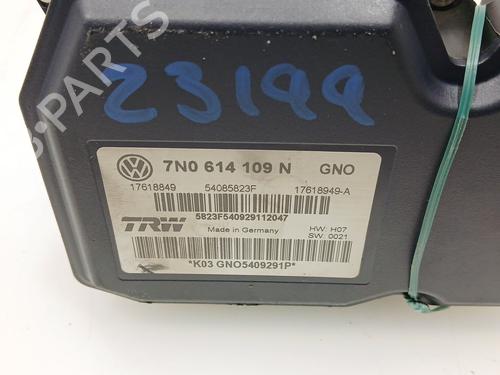 B-PARTS
23199
7N0 614 109 N GNO
17618849 54085823F 17618949-A
5823F540929112047
TRW Made in Germany HW: H07
SW: 0021
*K03 GNO5409291P*